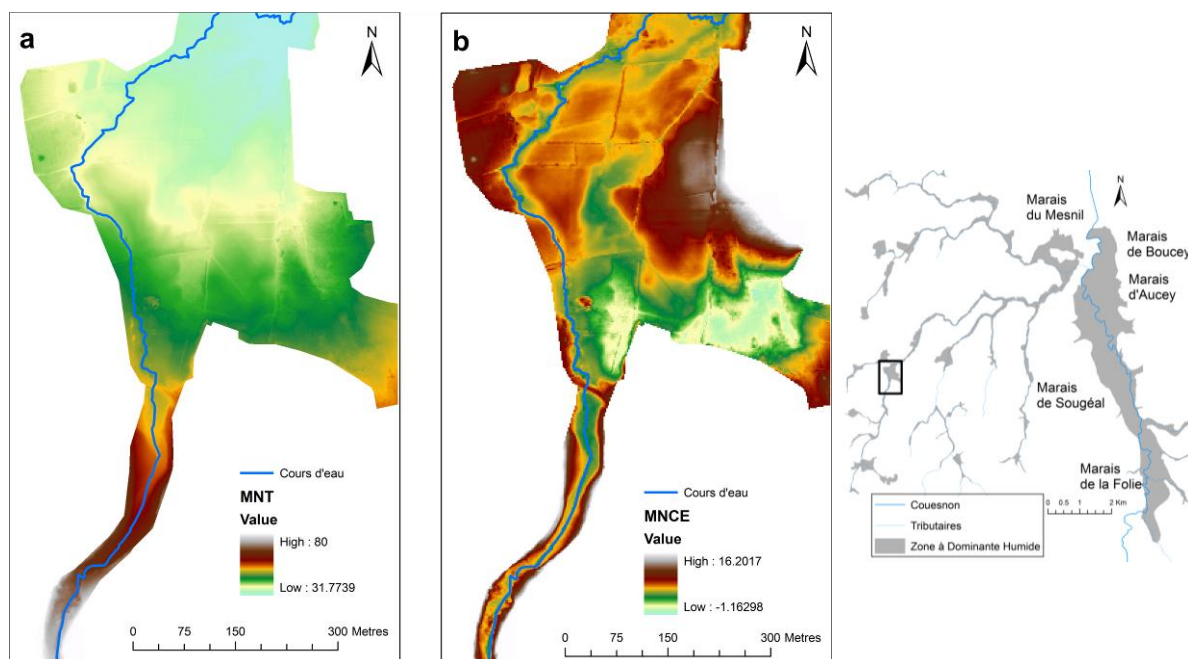 a
N
Cours d'eau
MNT
Value
High : 80
Low : 31.7739
0 75 150 300 Metres
b
N
Cours d'eau
MNCE
Value
High : 16.2017
Low : -1.16298
0 75 150 300 Metres
N
Marais
du Mesnil
Marais
de Boucey
Marais
d'Aucey
Marais
de Sougéal
Marais
de la Folie
0 0.5 1 2 Km
Couesnon
Tributaires
Zone à Dominante Humide